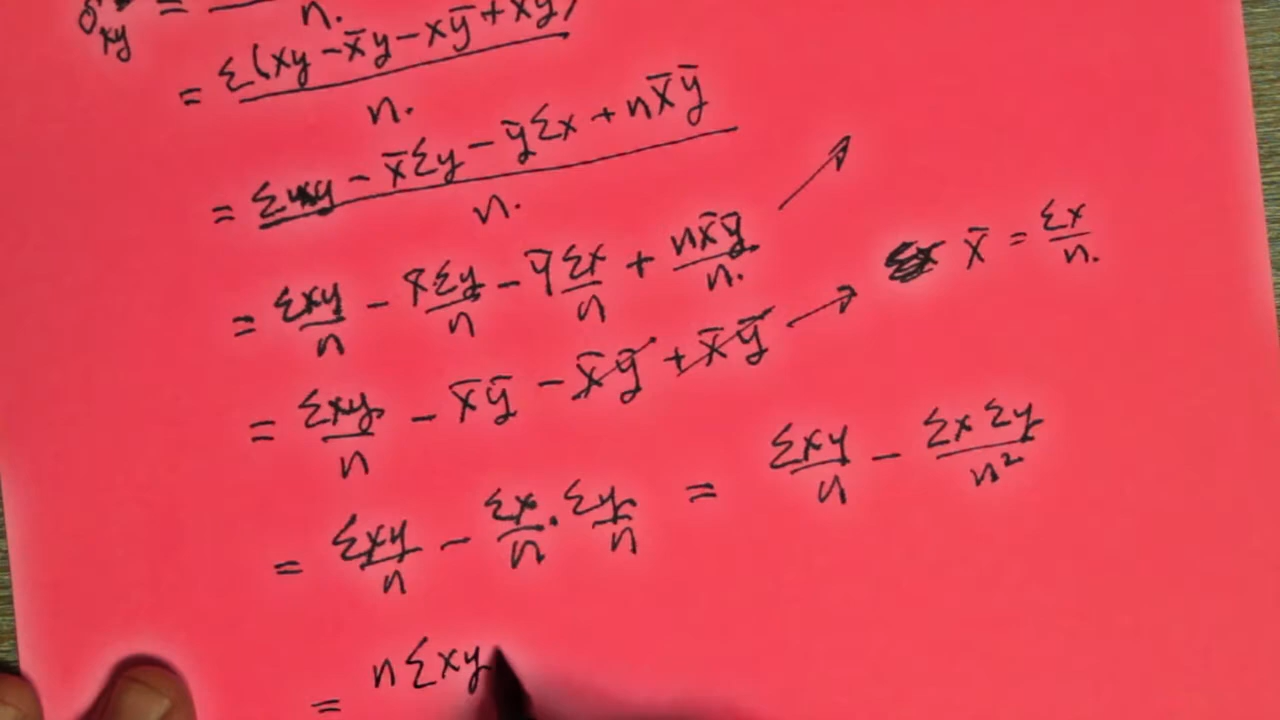 δxy = ―/n.
= Σ(xy - x̄y - xȳ + x̄ȳ)/n.
= (Σxy - x̄Σy - ȳΣx + nx̄ȳ)/n.
= Σxy/n - x̄Σy/n - ȳΣx/n + nx̄ȳ/n.
x̄ = Σx/n.
= Σxy/n - x̄ȳ - x̄ȳ + x̄ȳ
= Σxy/n - Σx/n · Σy/n = Σxy/n - ΣxΣy/n²
= nΣxy